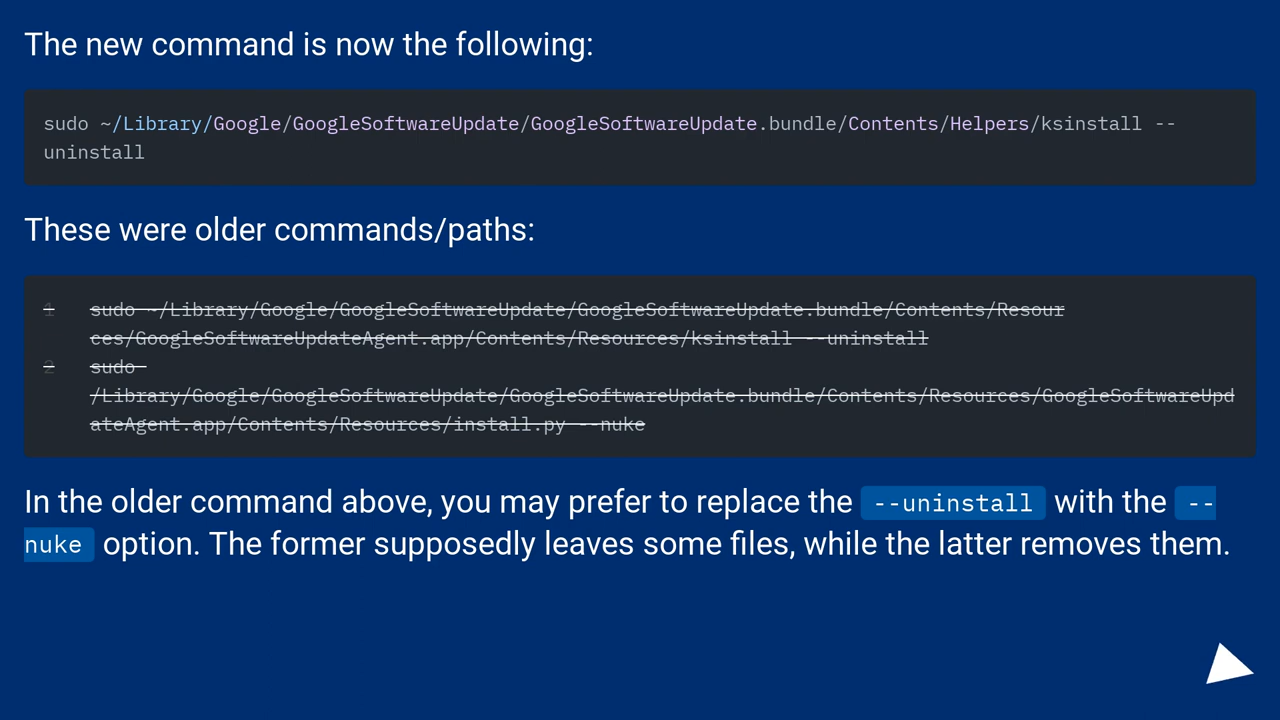 The new command is now the following:
sudo ~/Library/Google/GoogleSoftwareUpdate/GoogleSoftwareUpdate.bundle/Contents/Helpers/ksinstall --
uninstall
These were older commands/paths:
1 sudo ~/Library/Google/GoogleSoftwareUpdate/GoogleSoftwareUpdate.bundle/Contents/Resour
ces/GoogleSoftwareUpdateAgent.app/Contents/Resources/ksinstall --uninstall
2 sudo
/Library/Google/GoogleSoftwareUpdate/GoogleSoftwareUpdate.bundle/Contents/Resources/GoogleSoftwareUpd
ateAgent.app/Contents/Resources/install.py --nuke
In the older command above, you may prefer to replace the --uninstall with the --
nuke option. The former supposedly leaves some files, while the latter removes them.